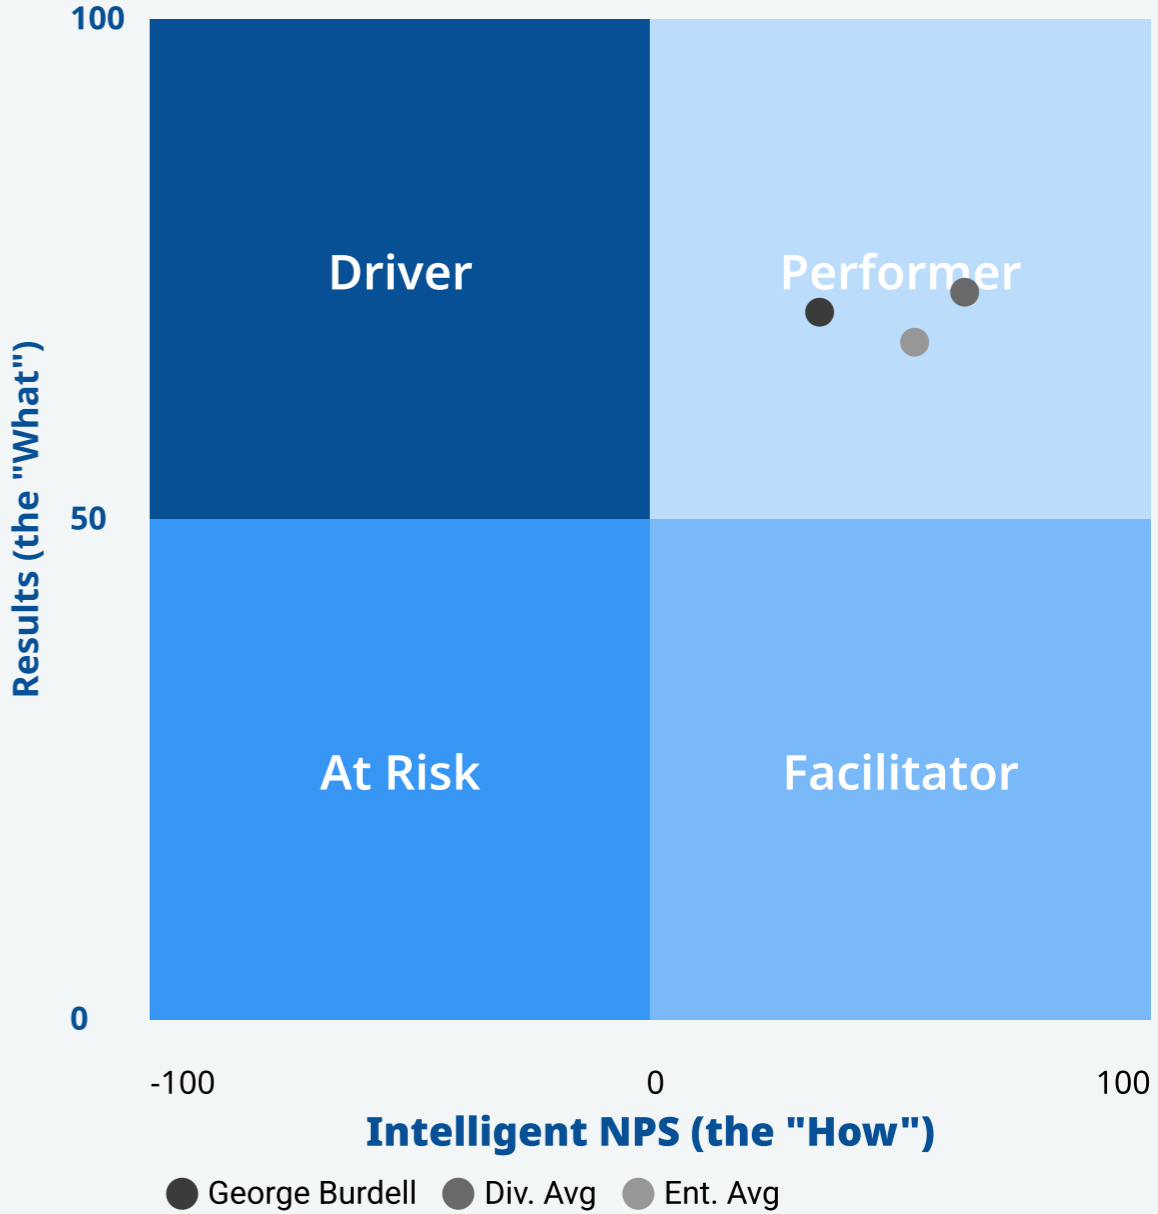 100
Driver
Performer
Results (the "What")
50
At Risk
Facilitator
0
-100 0 100
Intelligent NPS (the "How")
George Burdell Div. Avg Ent. Avg